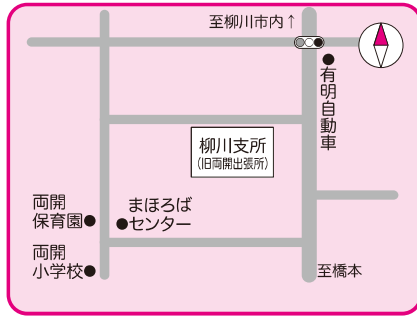 至柳川市内↑
有明自動車
柳川支所
（旧両開出張所）
両開
保育園
まほろば
センター
両開
小学校
至橋本